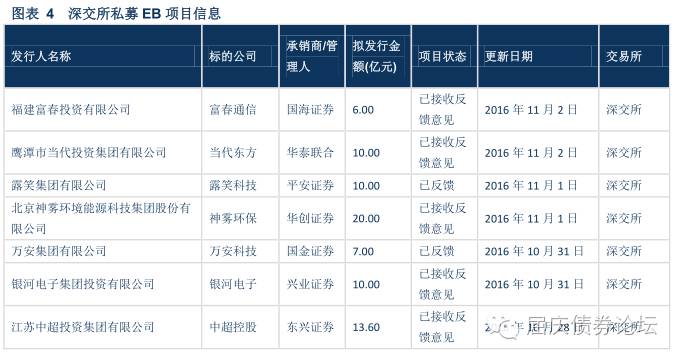 图表 4 深交所私募 EB 项目信息
发行人名称 标的公司 承销商/管理人 拟发行金额(亿元) 项目状态 更新日期 交易所
福建富春投资有限公司 富春通信 国海证券 6.00 已接收反馈意见 2016 年 11 月 2 日 深交所
鹰潭市当代投资集团有限公司 当代东方 华泰联合 10.00 已接收反馈意见 2016 年 11 月 2 日 深交所
露笑集团有限公司 露笑科技 平安证券 10.00 已反馈 2016 年 11 月 1 日 深交所
北京神雾环境能源科技集团股份有限公司 神雾环保 华创证券 20.00 已接收反馈意见 2016 年 11 月 1 日 深交所
万安集团有限公司 万安科技 国金证券 7.00 已反馈 2016 年 10 月 31 日 深交所
银河电子集团投资有限公司 银河电子 兴业证券 10.00 已接收反馈意见 2016 年 10 月 31 日 深交所
江苏中超投资集团有限公司 中超控股 东兴证券 13.60 已接收反馈意见 年 10 月 28 日 深交所
屈庆债券论坛